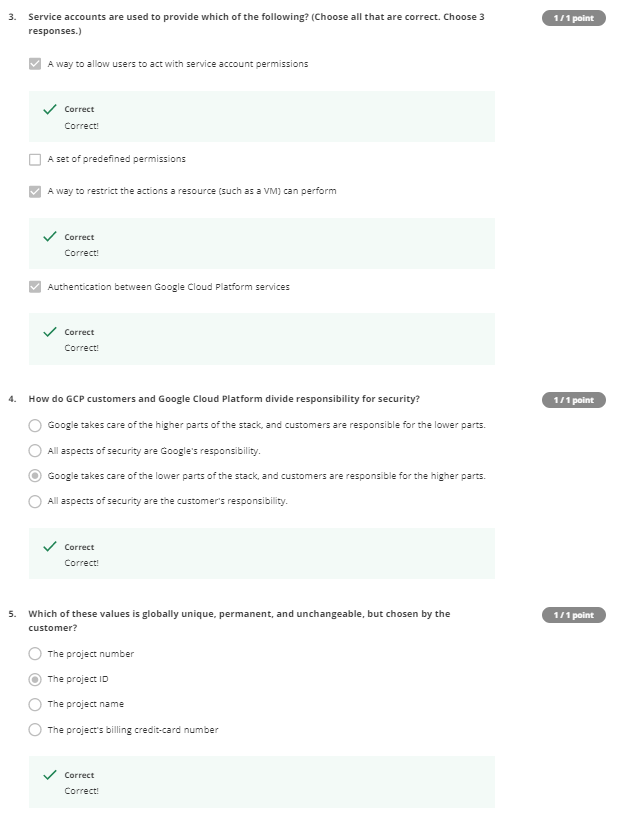 3. Service accounts are used to provide which of the following? (Choose all that are correct. Choose 3
responses.)
1 / 1 point
A way to allow users to act with service account permissions
Correct
Correct!
A set of predefined permissions
A way to restrict the actions a resource (such as a VM) can perform
Correct
Correct!
Authentication between Google Cloud Platform services
Correct
Correct!
4. How do GCP customers and Google Cloud Platform divide responsibility for security?
1 / 1 point
Google takes care of the higher parts of the stack, and customers are responsible for the lower parts.
All aspects of security are Google's responsibility.
Google takes care of the lower parts of the stack, and customers are responsible for the higher parts.
All aspects of security are the customer's responsibility.
Correct
Correct!
5. Which of these values is globally unique, permanent, and unchangeable, but chosen by the
customer?
1 / 1 point
The project number
The project ID
The project name
The project's billing credit-card number
Correct
Correct!